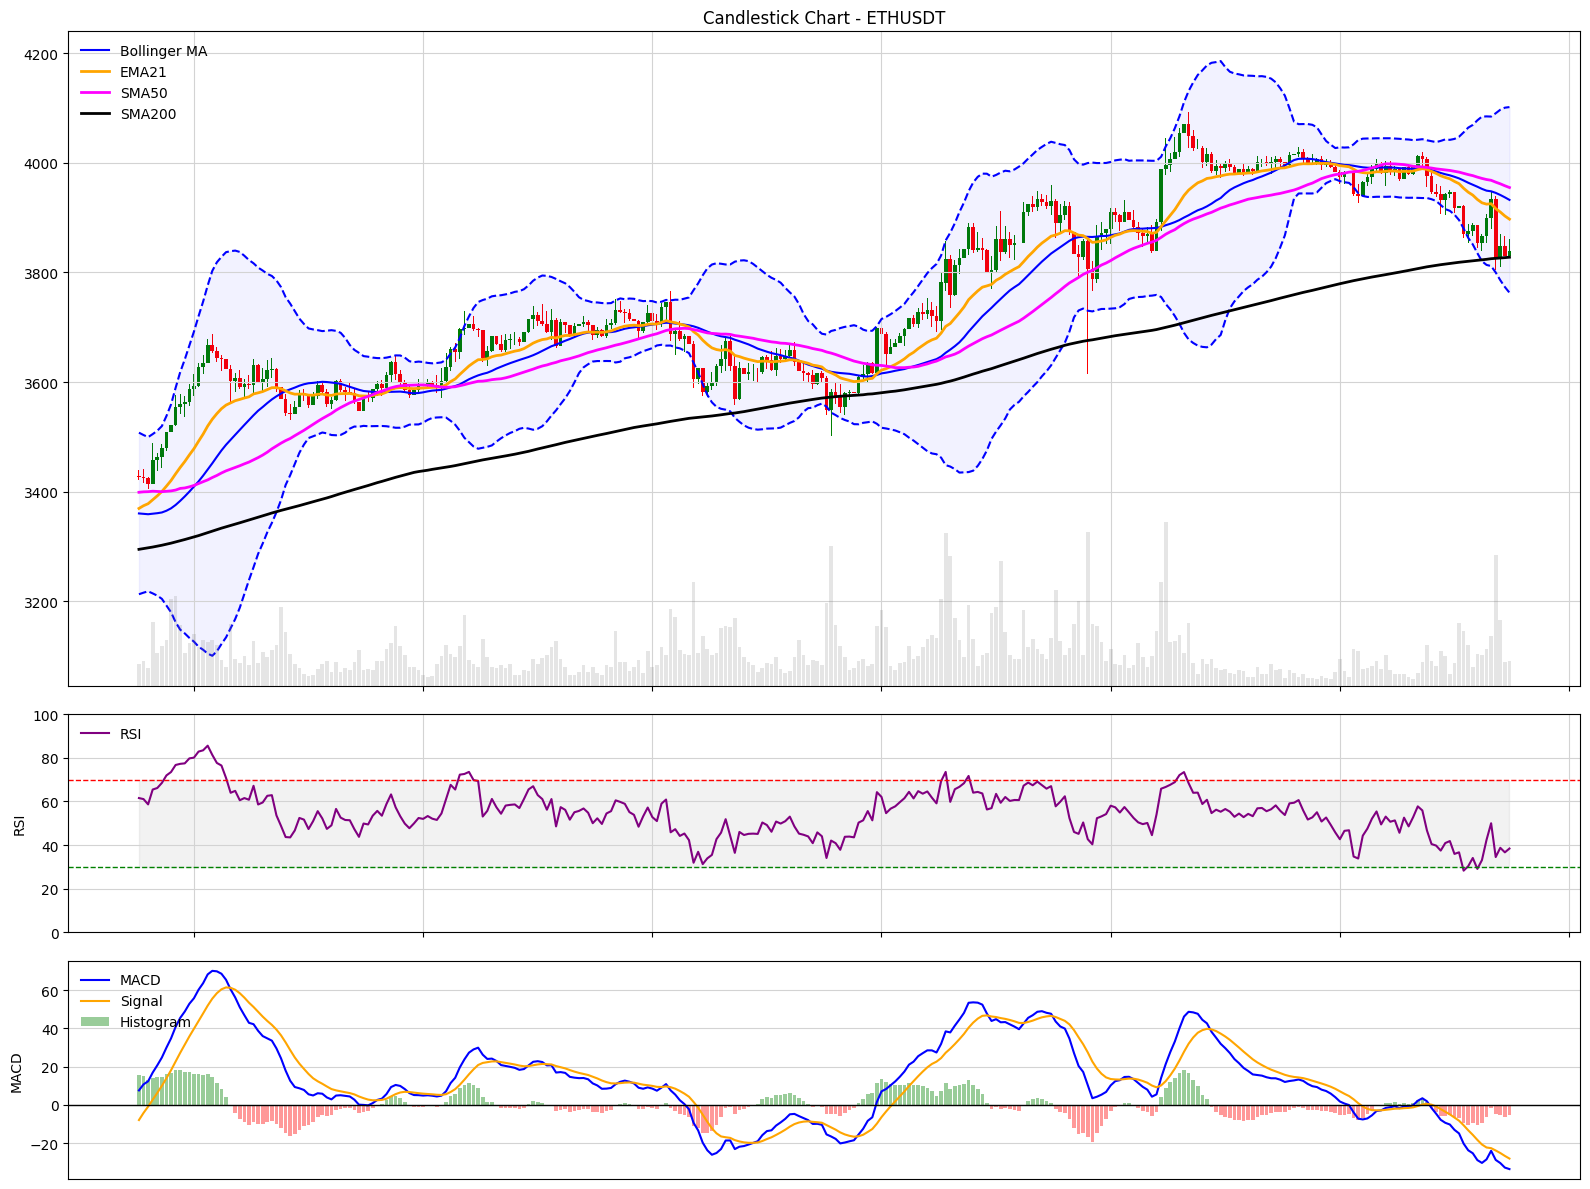 Candlestick Chart - ETHUSDT
Bollinger MA
EMA21
SMA50
SMA200
4200
4000
3800
3600
3400
3200
RSI
100
80
60
40
20
0
RSI
MACD
Signal
Histogram
60
40
20
0
−20
MACD